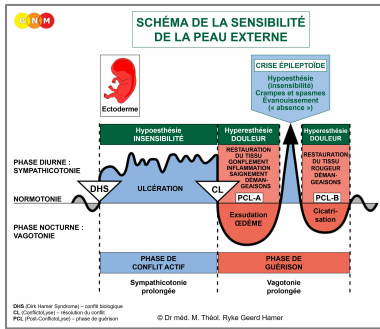 CNM
SCHÉMA DE LA SENSIBILITÉ
DE LA PEAU EXTERNE
Ectoderme
CRISE ÉPILEPTOÏDE
Hypoesthésie
(insensibilité)
Crampes et spasmes
Évanouissement
(« absence »)
Hypoesthésie
INSENSIBILITÉ
Hyperesthésie
DOULEUR
Hyperesthésie
DOULEUR
PHASE DIURNE :
SYMPATHICOTONIE
RESTAURATION
DU TISSU
GONFLEMENT
INFLAMMATION
SAIGNEMENT
DÉMAN-
GEAISONS
RESTAURATION
DU TISSU
ROUGEUR
DÉMAN-
GEAISONS
DHS
ULCÉRATION
CL
PCL-A
PCL-B
NORMOTONIE
Exsudation
ŒDÈME
Cicatri-
sation
PHASE NOCTURNE :
VAGOTONIE
PHASE DE
CONFLIT ACTIF
PHASE DE
GUÉRISON
Sympathicotonie
prolongée
Vagotonie
prolongée
DHS (Dirk Hamer Syndrome) – conflit biologique
CL (ConflictoLyse) – résolution du conflit
PCL (Post-ConflictoLyse) – phase de guérison
© Dr méd. M. Théol. Ryke Geerd Hamer